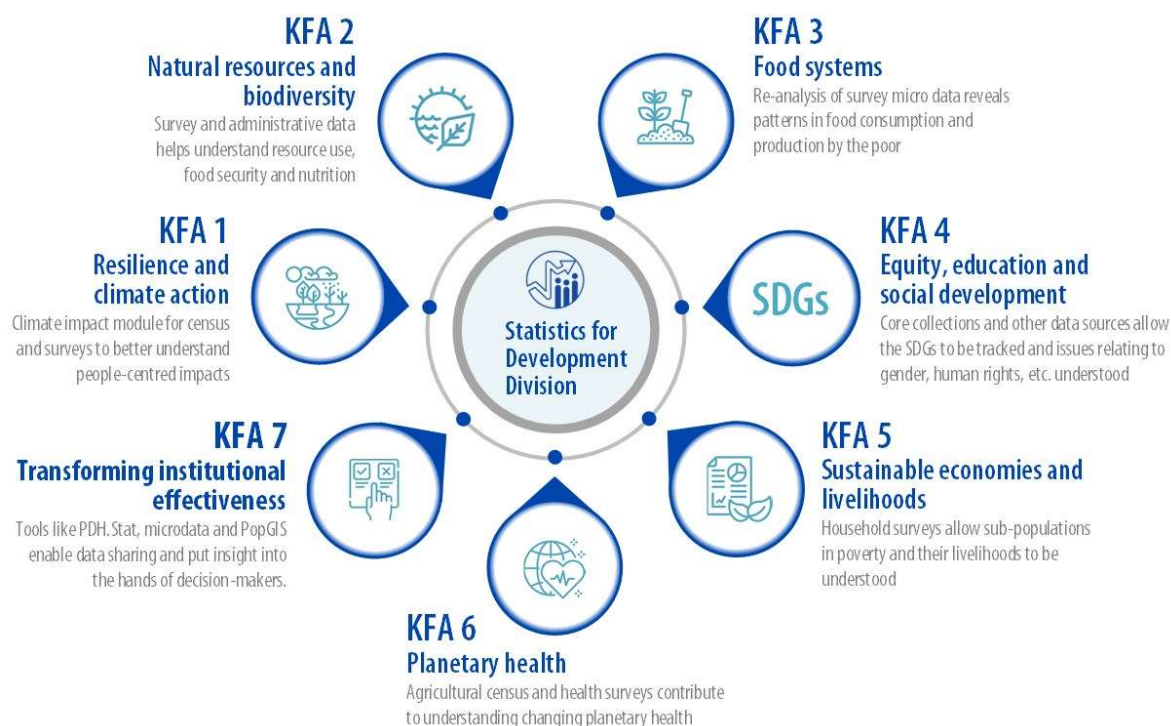 KFA 2
Natural resources and
biodiversity
Survey and administrative data
helps understand resource use,
food security and nutrition
KFA 3
Food systems
Re-analysis of survey micro data reveals
patterns in food consumption and
production by the poor
KFA 1
Resilience and
climate action
Climate impact module for census
and surveys to better understand
people-centred impacts
Statistics for
Development
Division
SDGs
KFA 4
Equity, education and
social development
Core collections and other data sources allow
the SDGs to be tracked and issues relating to
gender, human rights, etc. understood
KFA 7
Transforming institutional
effectiveness
Tools like PDH.Stat, microdata and PopGIS
enable data sharing and put insight into
the hands of decision-makers.
KFA 5
Sustainable economies and
livelihoods
Household surveys allow sub-populations
in poverty and their livelihoods to be
understood
KFA 6
Planetary health
Agricultural census and health surveys contribute
to understanding changing planetary health